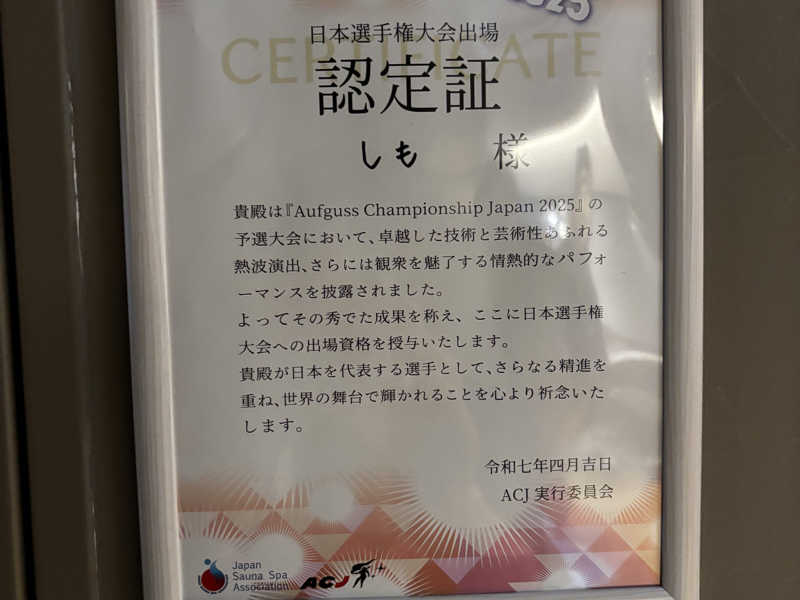 2025
日本選手権大会出場
CERTIFICATE
認定証
しも 様
貴殿は『Aufguss Championship Japan 2025』の
予選大会において、卓越した技術と芸術性あふれる
熱波演出、さらには観衆を魅了する情熱的なパフォ
ーマンスを披露されました。
よってその秀でた成果を称え、ここに日本選手権
大会への出場資格を授与いたします。
貴殿が日本を代表する選手として、さらなる精進を
重ね、世界の舞台で輝かれることを心より祈念いた
します。
令和七年四月吉日
ACJ 実行委員会
Japan
Sauna Spa
Association
ACJ